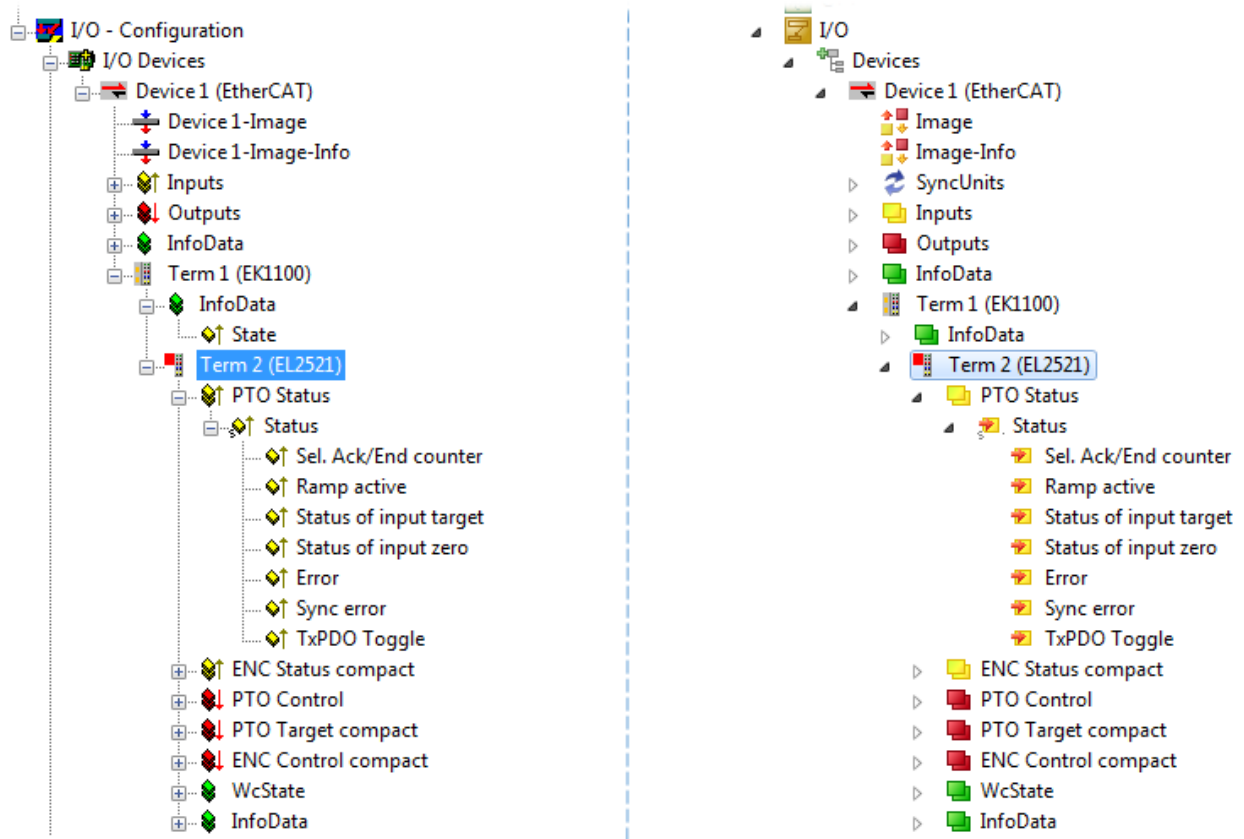 I/O - Configuration
I/O Devices
Device 1 (EtherCAT)
Device 1-Image
Device 1-Image-Info
Inputs
Outputs
InfoData
Term 1 (EK1100)
InfoData
State
Term 2 (EL2521)
PTO Status
Status
Sel. Ack/End counter
Ramp active
Status of input target
Status of input zero
Error
Sync error
TxPDO Toggle
ENC Status compact
PTO Control
PTO Target compact
ENC Control compact
WcState
InfoData
I/O
Devices
Device 1 (EtherCAT)
Image
Image-Info
SyncUnits
Inputs
Outputs
InfoData
Term 1 (EK1100)
InfoData
Term 2 (EL2521)
PTO Status
Status
Sel. Ack/End counter
Ramp active
Status of input target
Status of input zero
Error
Sync error
TxPDO Toggle
ENC Status compact
PTO Control
PTO Target compact
ENC Control compact
WcState
InfoData